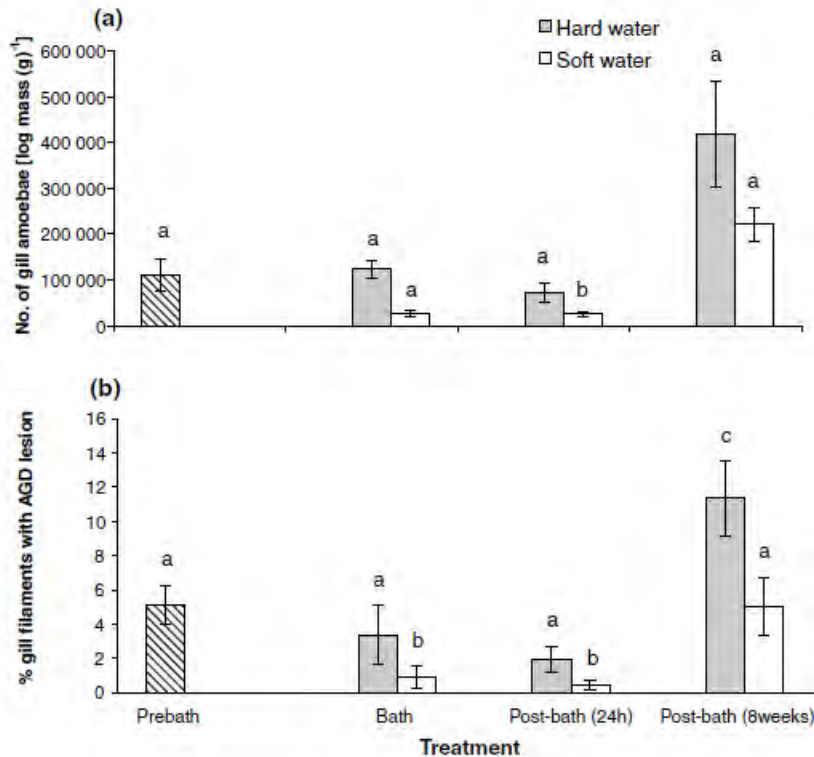 (a)
Hard water
Soft water
No. of gill amoebae [log mass (g)⁻¹]
600 000
500 000
400 000
300 000
200 000
100 000
0
a
a
a
a
b
a
a
(b)
% gill filaments with AGD lesion
16
14
12
10
8
6
4
2
0
a
a
b
a
b
c
a
Prebath
Bath
Post-bath (24h)
Post-bath (8weeks)
Treatment